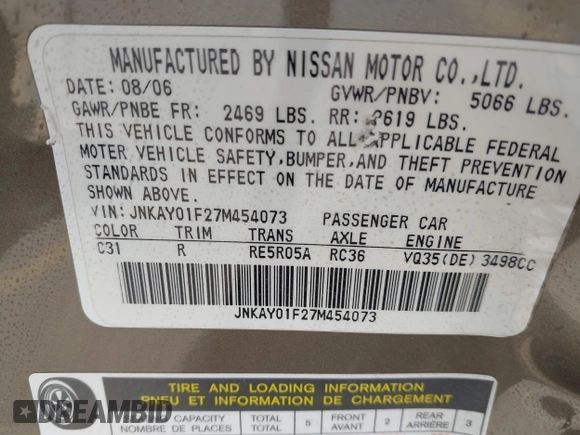 MANUFACTURED BY NISSAN MOTOR CO.,LTD.
DATE: 08/06 GVWR/PNBV: 5066 LBS.
GAWR/PNBE FR: 2469 LBS. RR: 2619 LBS.
THIS VEHICLE CONFORMS TO ALL APPLICABLE FEDERAL
MOTER VEHICLE SAFETY,BUMPER,AND THEFT PREVENTION
STANDARDS IN EFFECT ON THE DATE OF MANUFACTURE
SHOWN ABOVE.
VIN: JNKAY01F27M454073 PASSENGER CAR
COLOR TRIM TRANS AXLE ENGINE
C31 R RE5R05A RC36 VQ35(DE) 3498CC
JNKAY01F27M454073
TIRE AND LOADING INFORMATION
PNEU ET INFORMATION DE CHARGEMENT
SEATING CAPACITY TOTAL 5 FRONT 2 REAR 3
NOMBRE DE PLACES TOTAL AVANT ARRIÈRE
DREAMBID